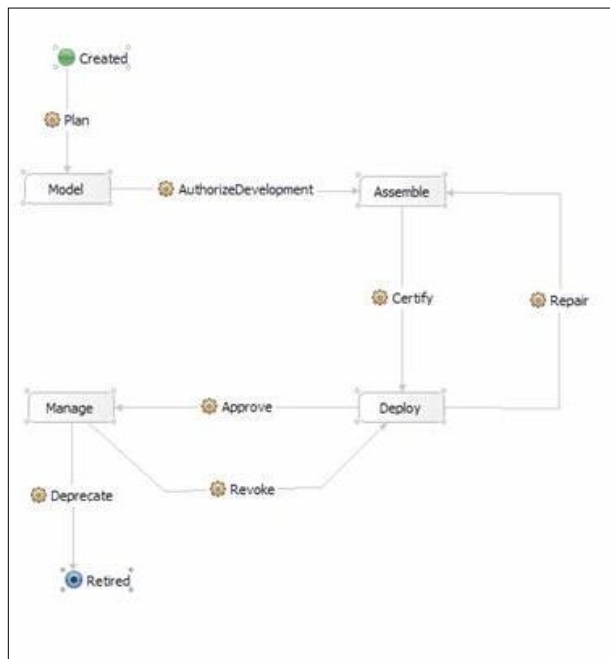 Created
Plan
Model
AuthorizeDevelopment
Assemble
Certify
Repair
Manage
Approve
Deploy
Deprecate
Revoke
Retired